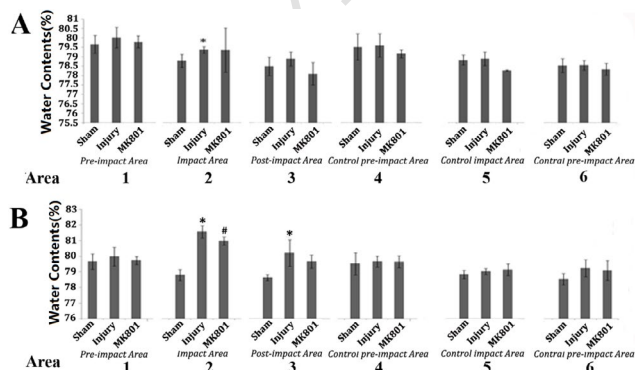 A
Water Contents(%)
81
80.5
79.5
78.5
77.5
76.5
75.5
*
Sham Injury MK801 Sham Injury MK801 Sham Injury MK801 Sham Injury MK801 Sham Injury MK801 Sham Injury MK801
Pre-impact Area Impact Area Post-impact Area Control pre-impact Area Control impact Area Contral pre-impact Area
Area 1 2 3 4 5 6
B
Water Contents(%)
83
82
81
80
79
78
77
76
* # *
Sham Injury MK801 Sham Injury MK801 Sham Injury MK801 Sham Injury MK801 Sham Injury MK801 Sham Injury MK801
Pre-impact Area Impact Area Post-impact Area Control pre-impact Area Control impact Area Contral pre-impact Area
Area 1 2 3 4 5 6